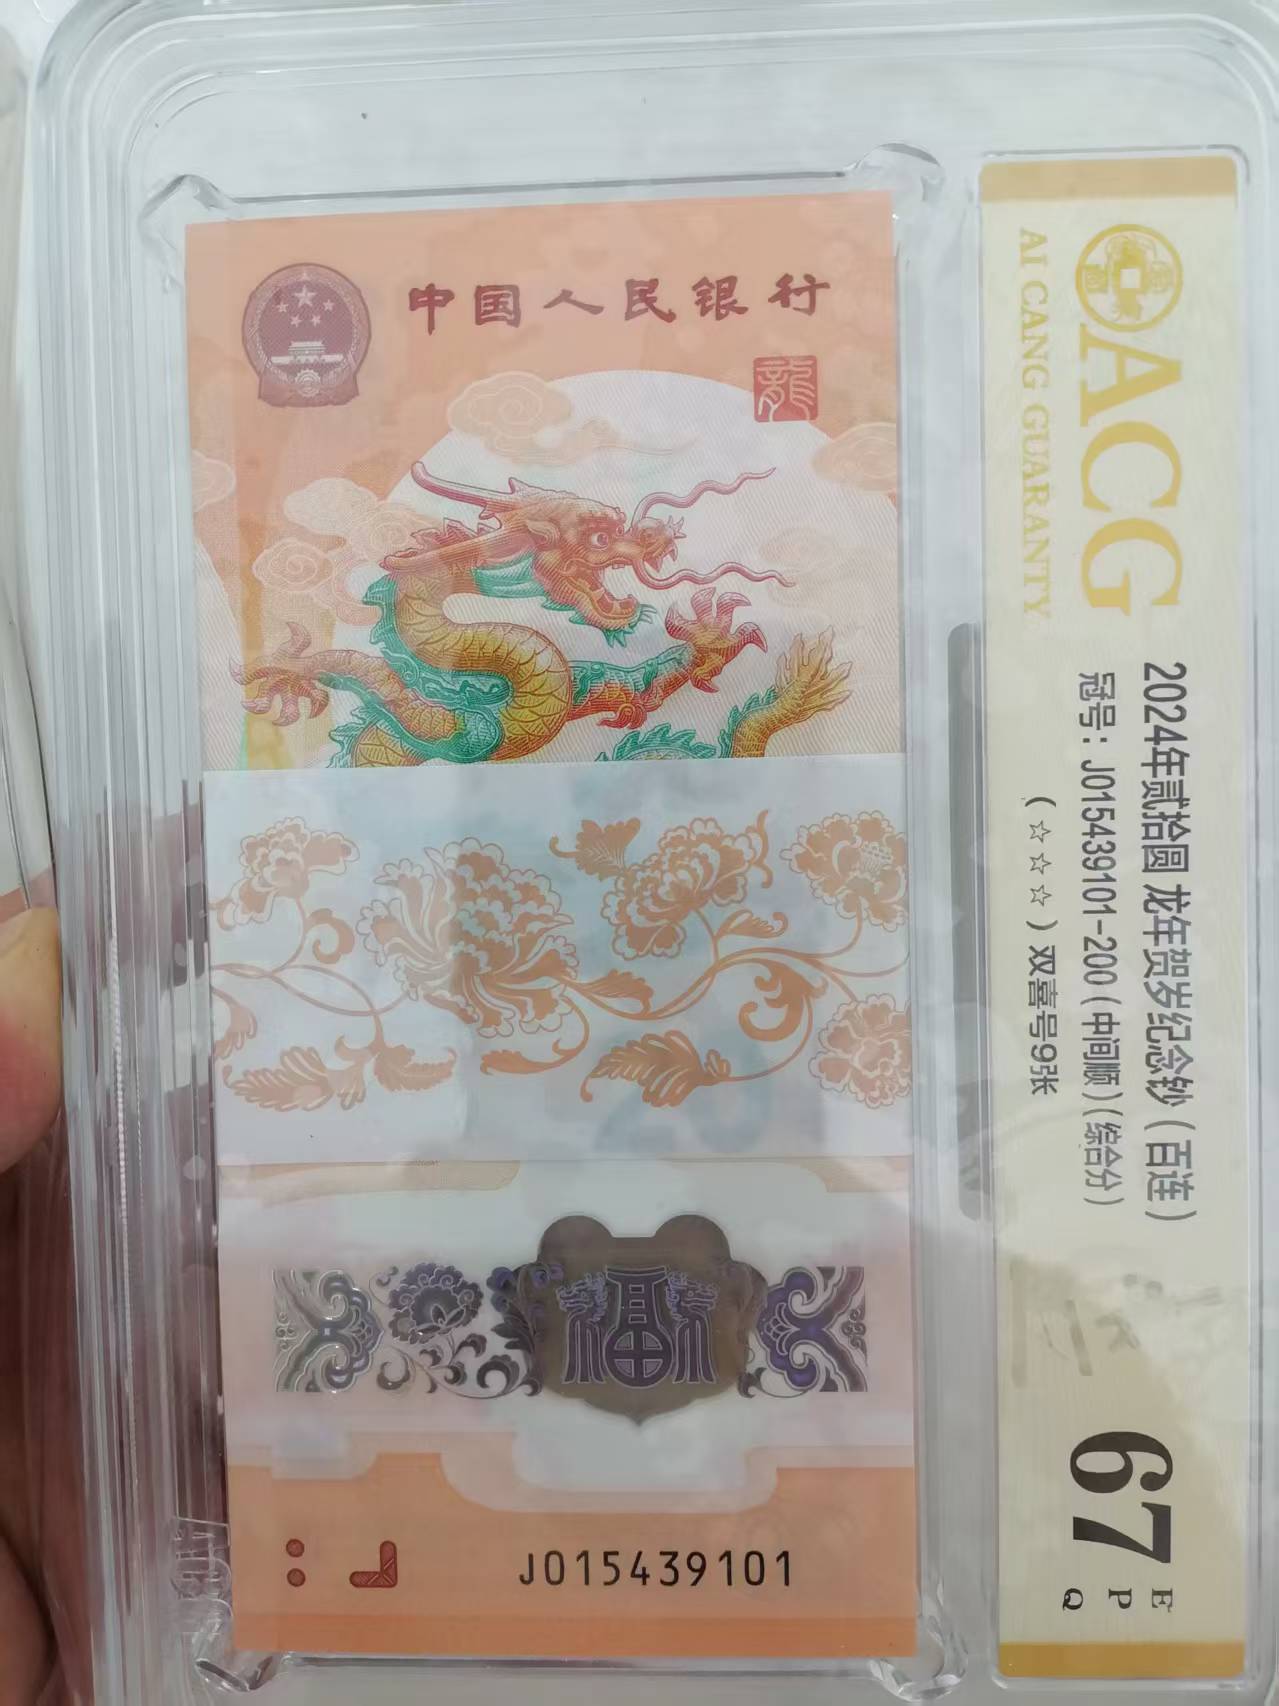 中国人民银行
龍
福
J015439101
ACG
AI CANG GUARANTY
2024年贰拾圆 龙年贺岁纪念钞（百连）
冠号：J015439101-200（中间顺）（综合分）
（☆☆☆）双喜号9张
67
E
P
Q